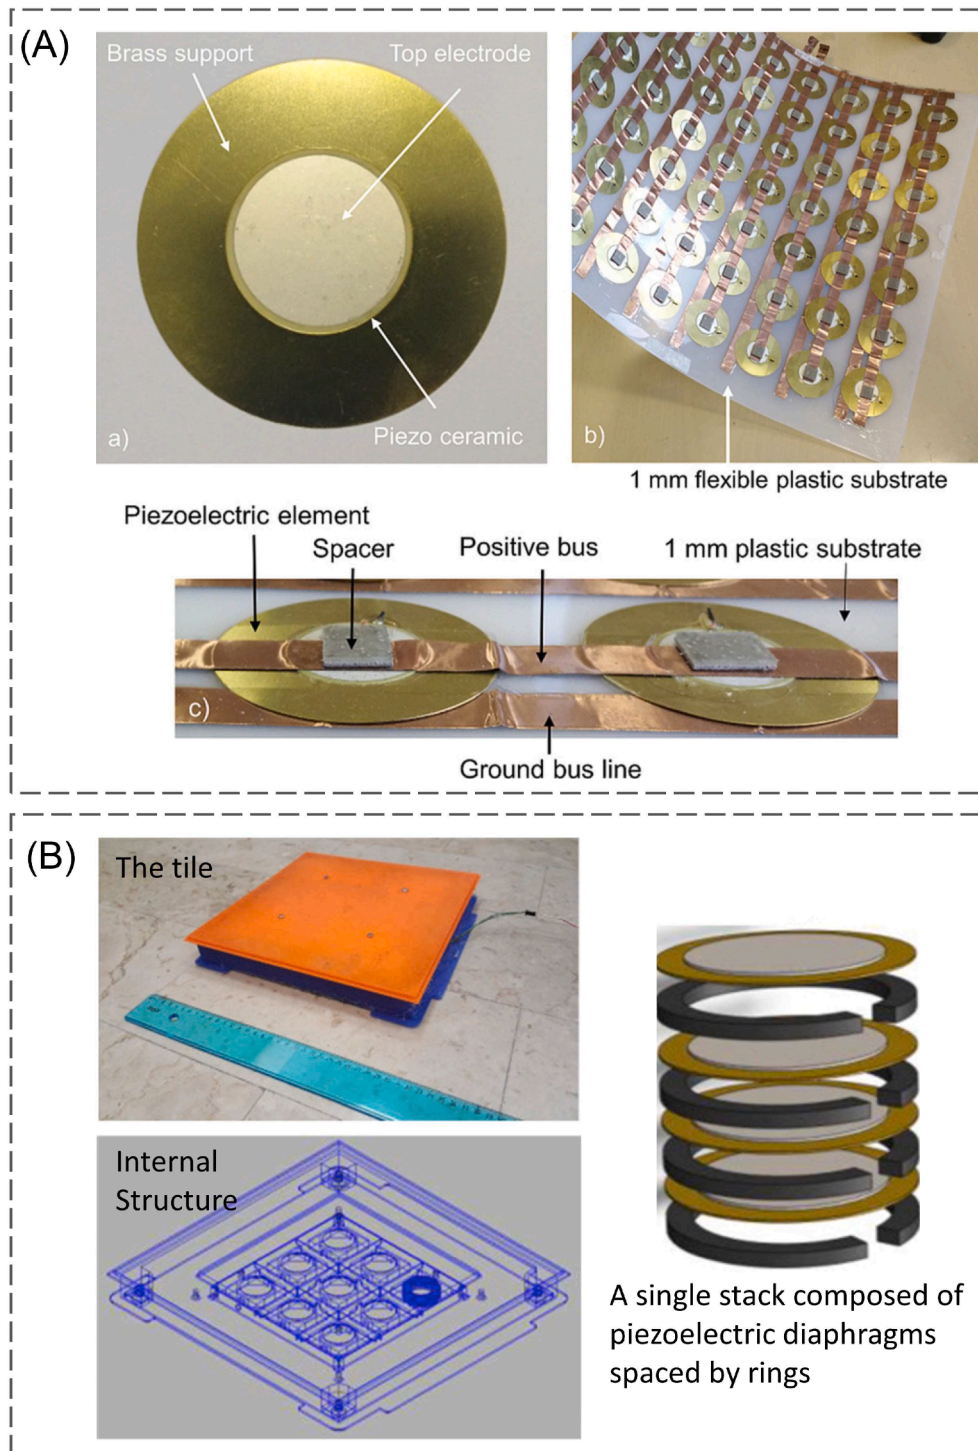 (A)
Brass support
Top electrode
Piezo ceramic
a)
b)
1 mm flexible plastic substrate
Piezoelectric element
Spacer
Positive bus
1 mm plastic substrate
c)
Ground bus line
(B)
The tile
Internal
Structure
A single stack composed of
piezoelectric diaphragms
spaced by rings